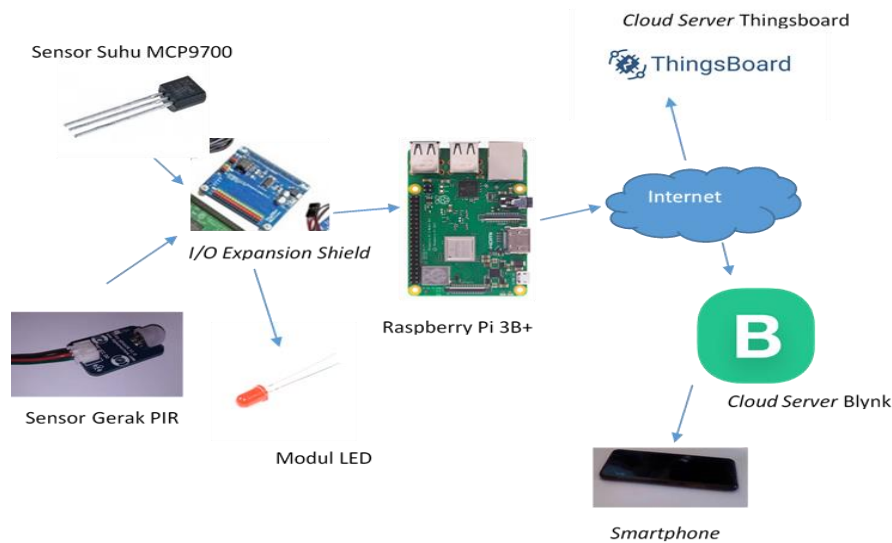 Cloud Server Thingsboard
Sensor Suhu MCP9700
ThingsBoard
Internet
I/O Expansion Shield
Raspberry Pi 3B+
B
Cloud Server Blynk
Sensor Gerak PIR
Modul LED
Smartphone